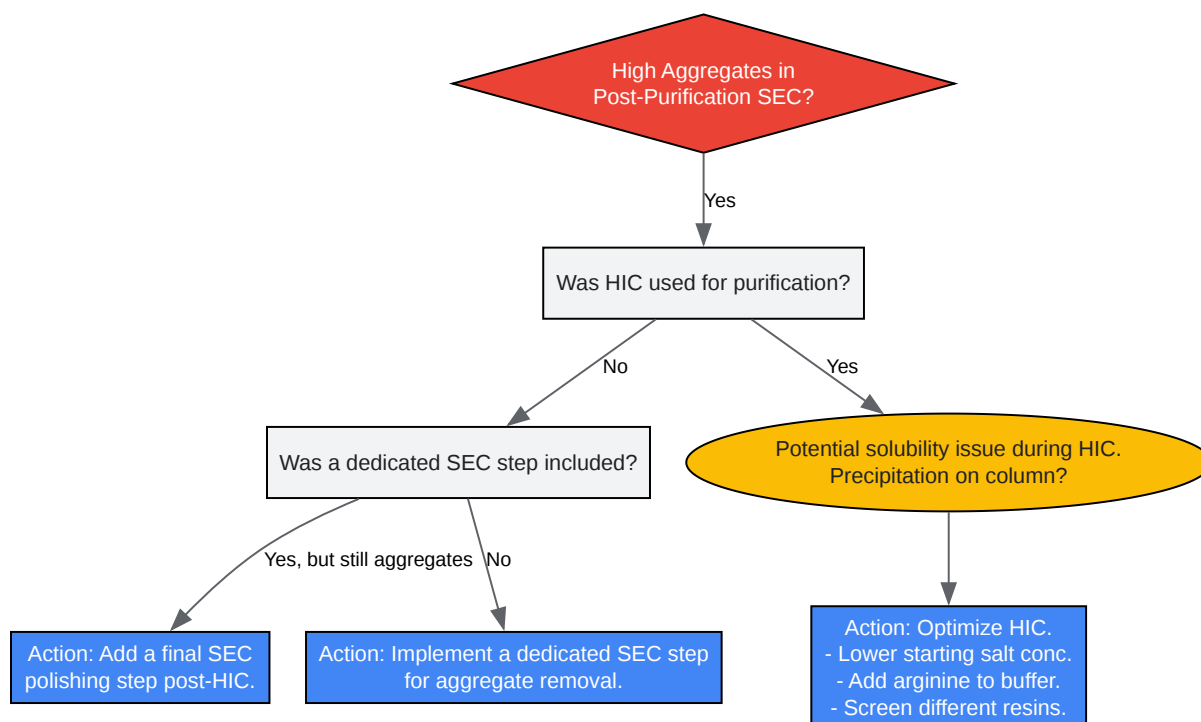 High Aggregates in
Post-Purification SEC?
Yes
Was HIC used for purification?
No
Yes
Was a dedicated SEC step included?
Potential solubility issue during HIC.
Precipitation on column?
Yes, but still aggregates
No
Action: Add a final SEC
polishing step post-HIC.
Action: Implement a dedicated SEC step
for aggregate removal.
Action: Optimize HIC.
- Lower starting salt conc.
- Add arginine to buffer.
- Screen different resins.